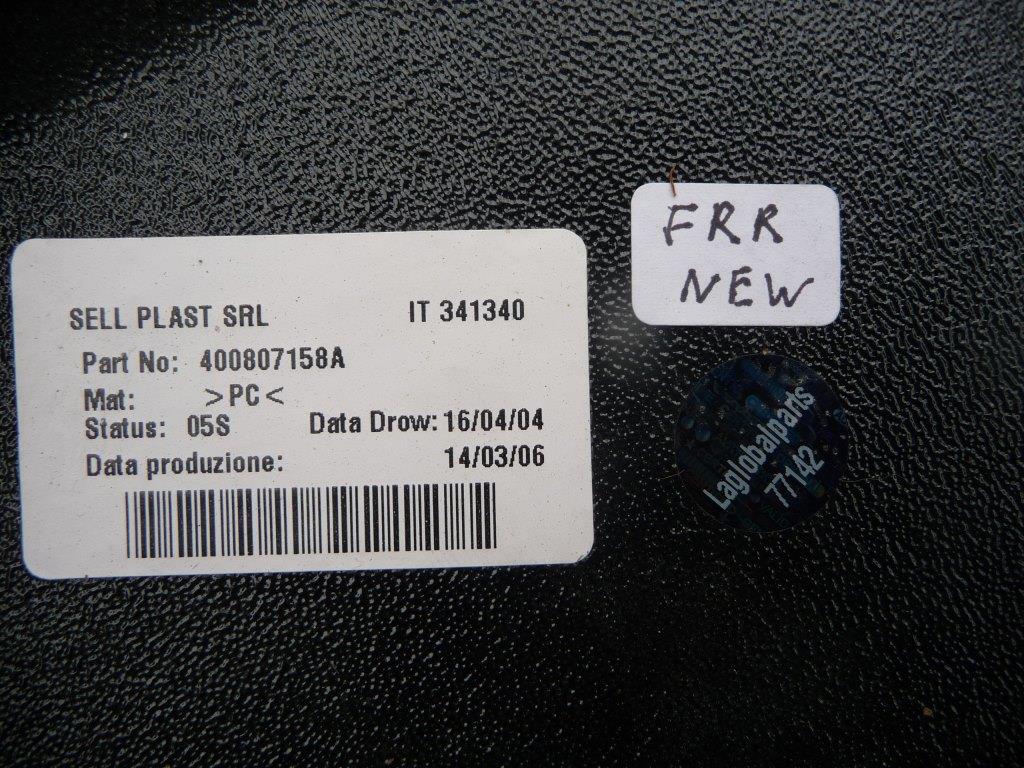 SELL PLAST SRL IT 341340
Part No: 400807158A
Mat: >PC<
Status: 05S Data Drow: 16/04/04
Data produzione: 14/03/06
FRR
NEW
Laglobalparts
77142